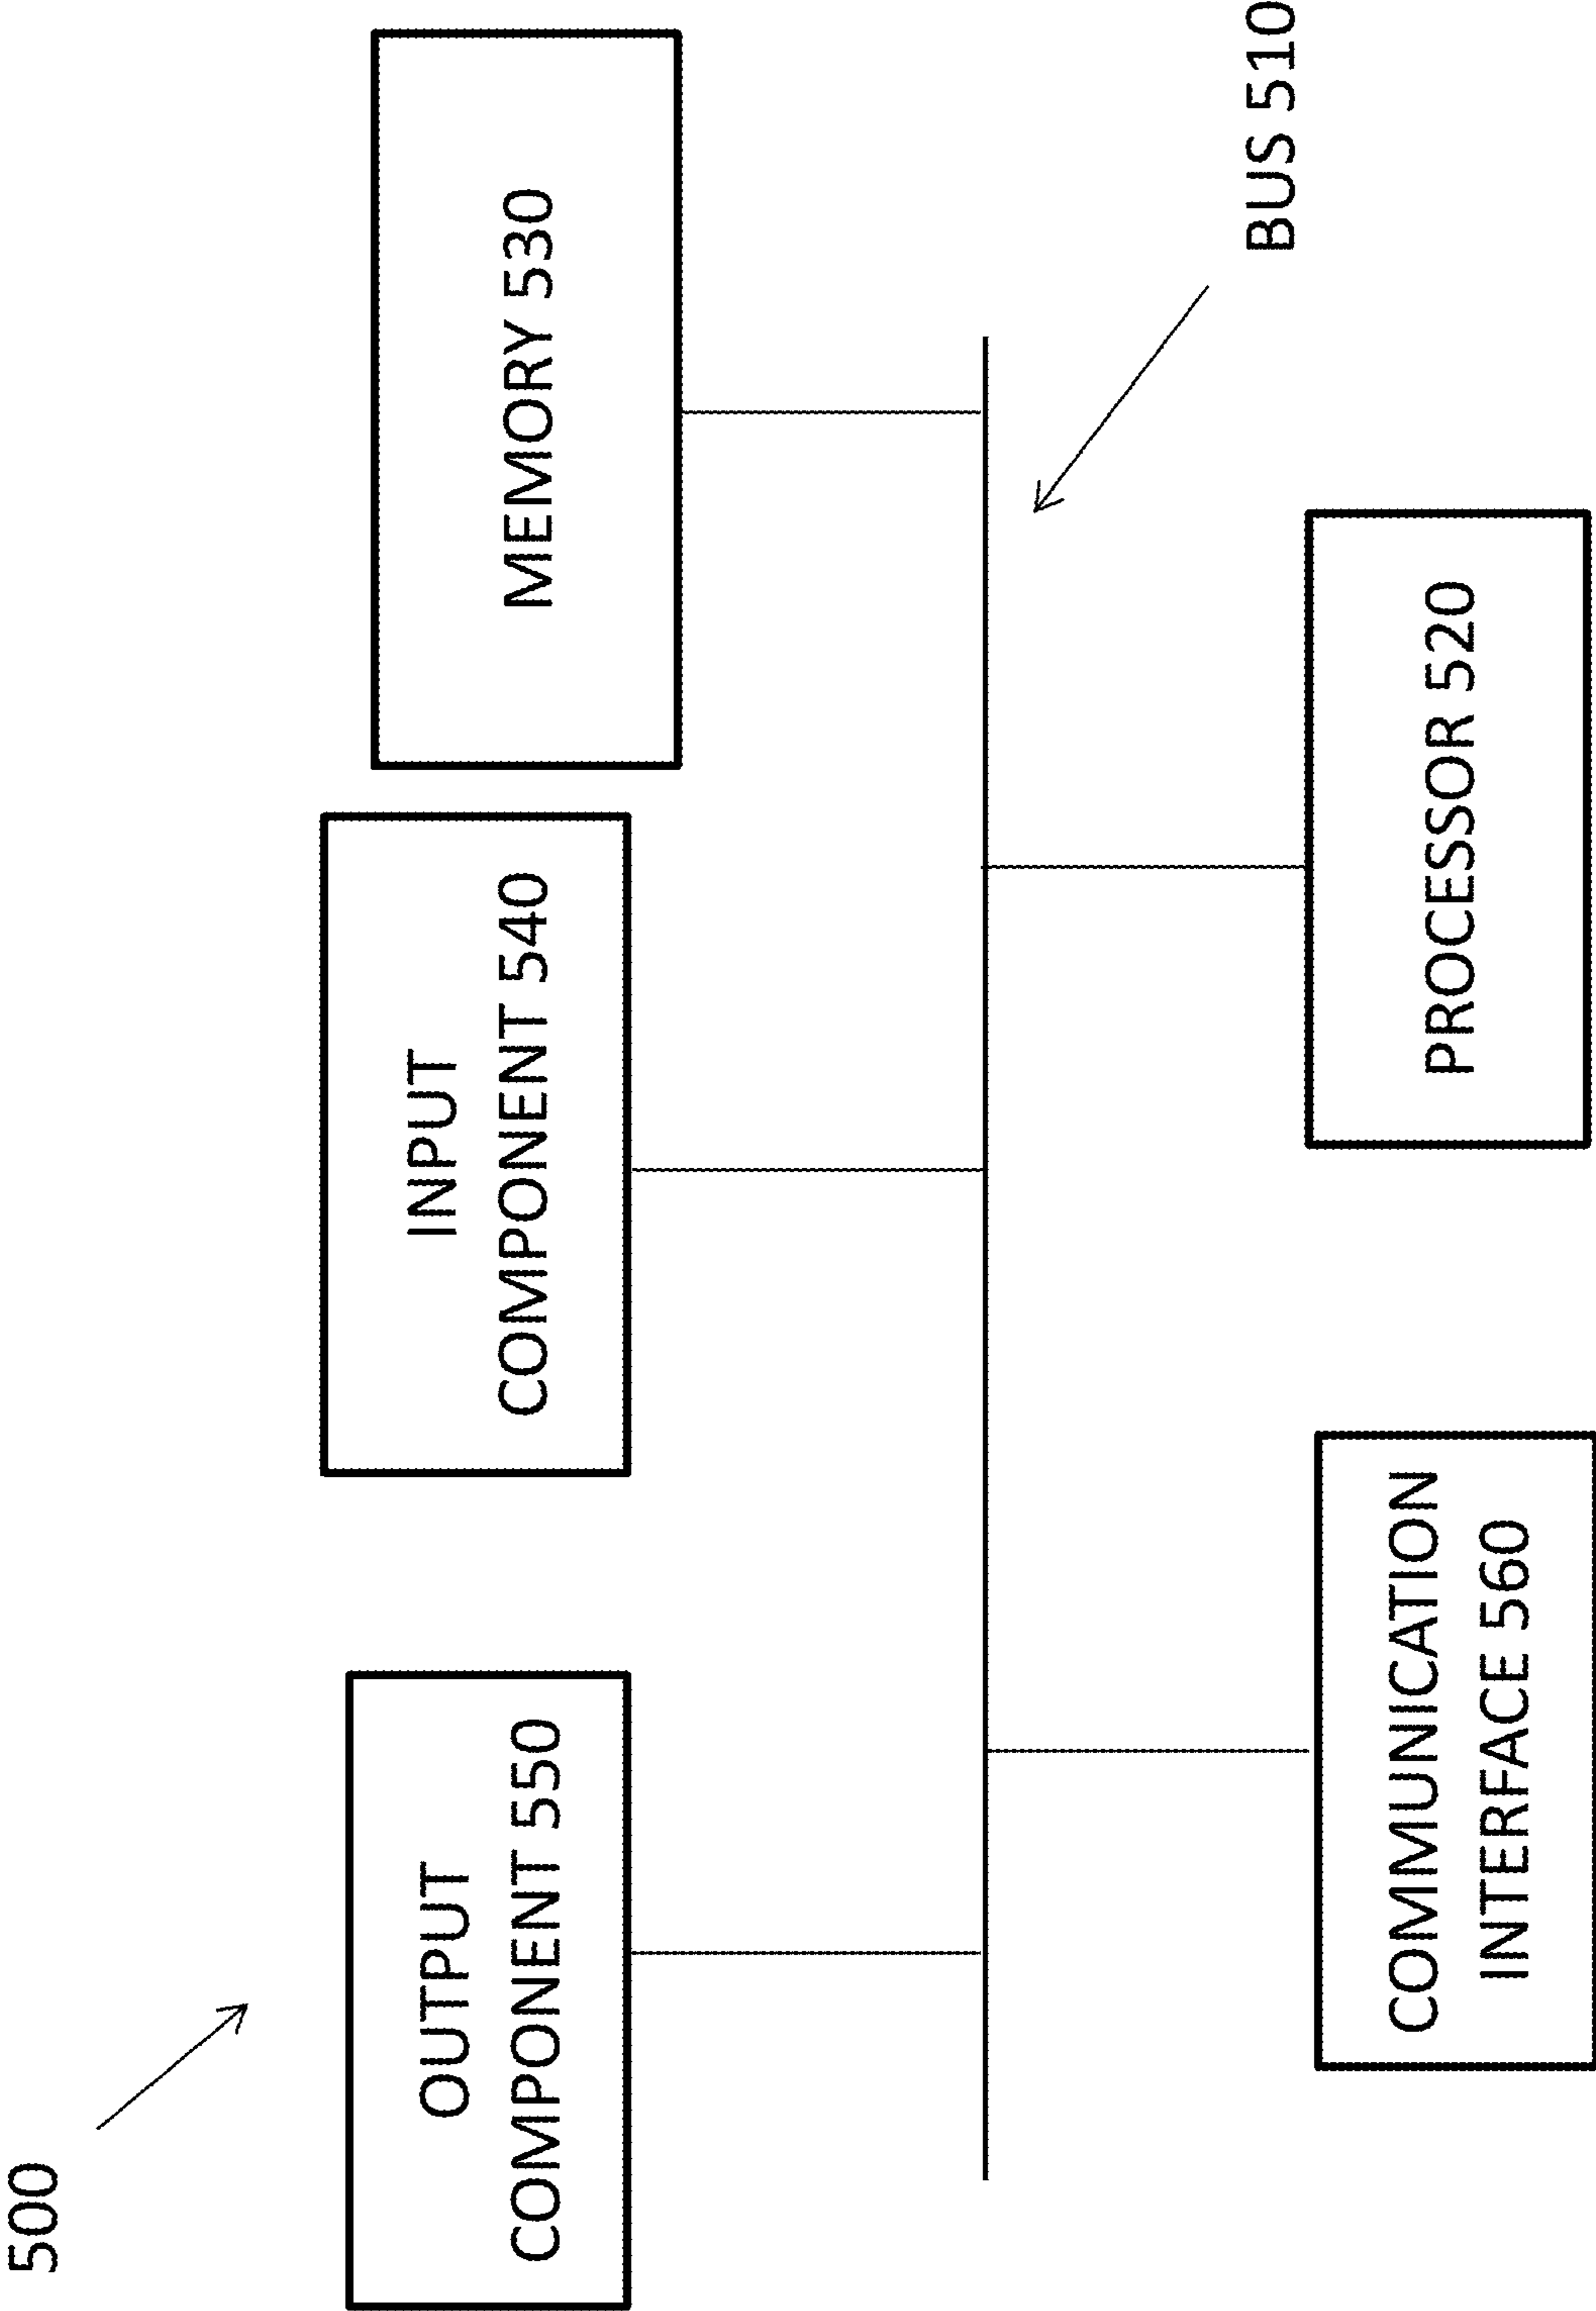 500
OUTPUT
COMPONENT 550
INPUT
COMPONENT 540
MEMORY 530
COMMUNICATION
INTERFACE 560
PROCESSOR 520
BUS 510